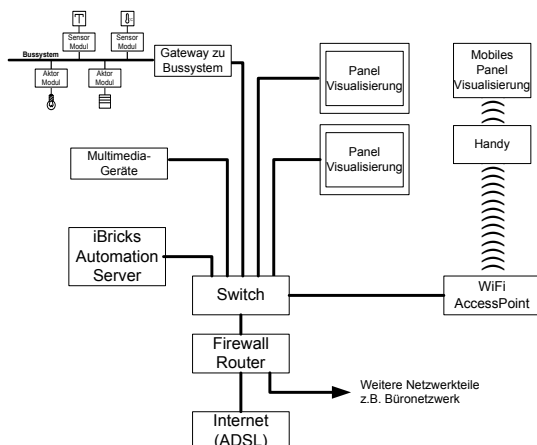 Sensor
Modul
Sensor
Modul
Bussystem
Aktor
Modul
Aktor
Modul
Gateway zu
Bussystem
Panel
Visualisierung
Mobiles
Panel
Visualisierung
Panel
Visualisierung
Handy
Multimedia-
Geräte
iBricks
Automation
Server
Switch
WiFi
AccessPoint
Firewall
Router
Weitere Netzwerkteile
z.B. Büronetzwerk
Internet
(ADSL)